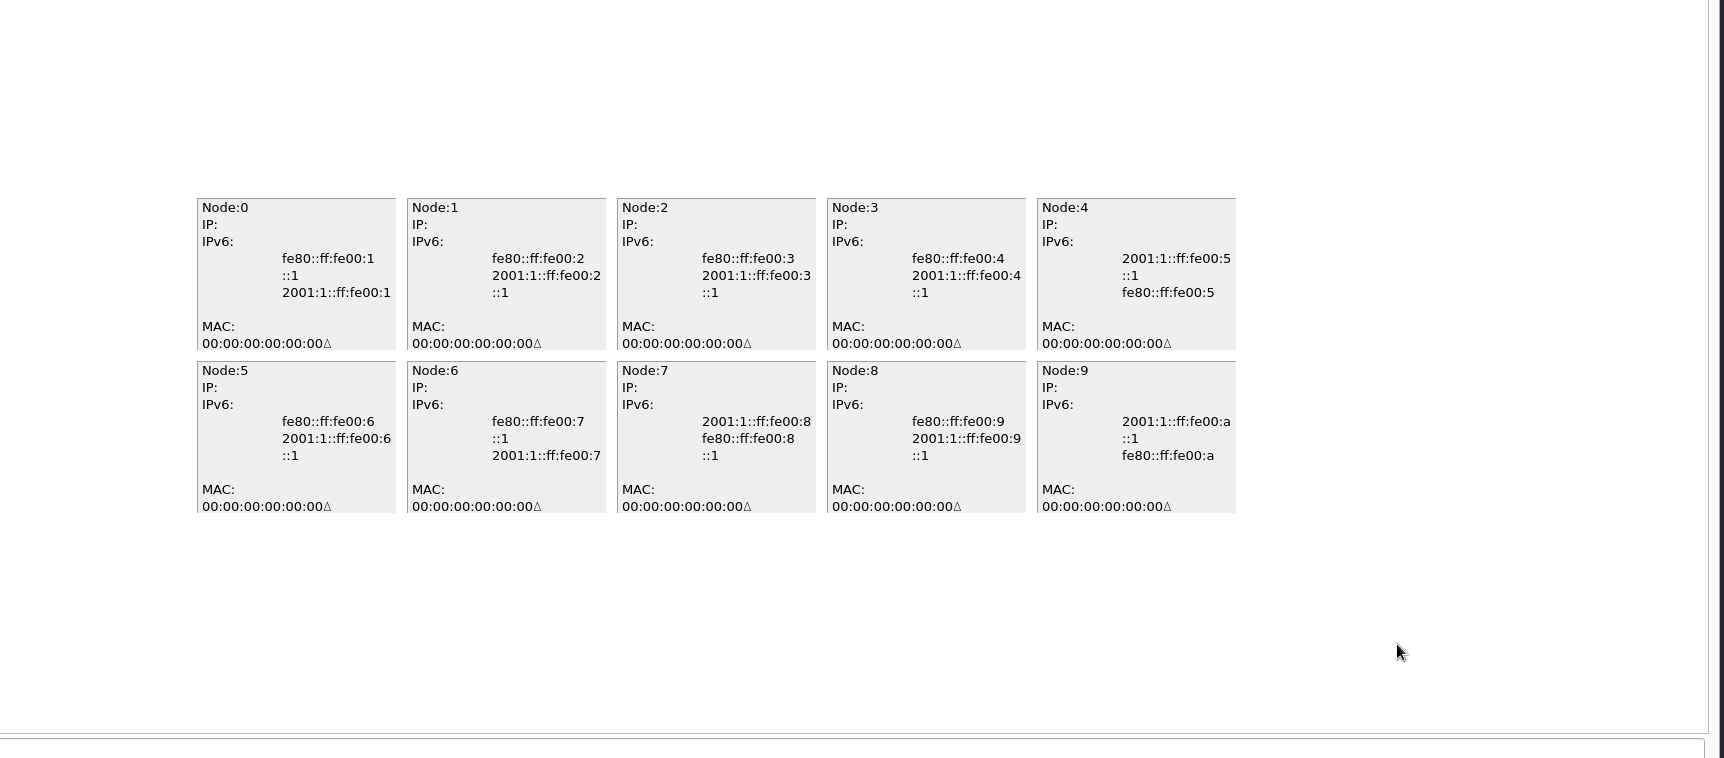 Node:0
IP:
IPv6:
fe80::ff:fe00:1
::1
2001:1::ff:fe00:1
MAC:
00:00:00:00:00:00
Node:1
IP:
IPv6:
fe80::ff:fe00:2
2001:1::ff:fe00:2
::1
MAC:
00:00:00:00:00:00
Node:2
IP:
IPv6:
fe80::ff:fe00:3
2001:1::ff:fe00:3
::1
MAC:
00:00:00:00:00:00
Node:3
IP:
IPv6:
fe80::ff:fe00:4
2001:1::ff:fe00:4
::1
MAC:
00:00:00:00:00:00
Node:4
IP:
IPv6:
2001:1::ff:fe00:5
::1
fe80::ff:fe00:5
MAC:
00:00:00:00:00:00
Node:5
IP:
IPv6:
fe80::ff:fe00:6
2001:1::ff:fe00:6
::1
MAC:
00:00:00:00:00:00
Node:6
IP:
IPv6:
fe80::ff:fe00:7
::1
2001:1::ff:fe00:7
MAC:
00:00:00:00:00:00
Node:7
IP:
IPv6:
2001:1::ff:fe00:8
fe80::ff:fe00:8
::1
MAC:
00:00:00:00:00:00
Node:8
IP:
IPv6:
fe80::ff:fe00:9
2001:1::ff:fe00:9
::1
MAC:
00:00:00:00:00:00
Node:9
IP:
IPv6:
2001:1::ff:fe00:a
::1
fe80::ff:fe00:a
MAC:
00:00:00:00:00:00